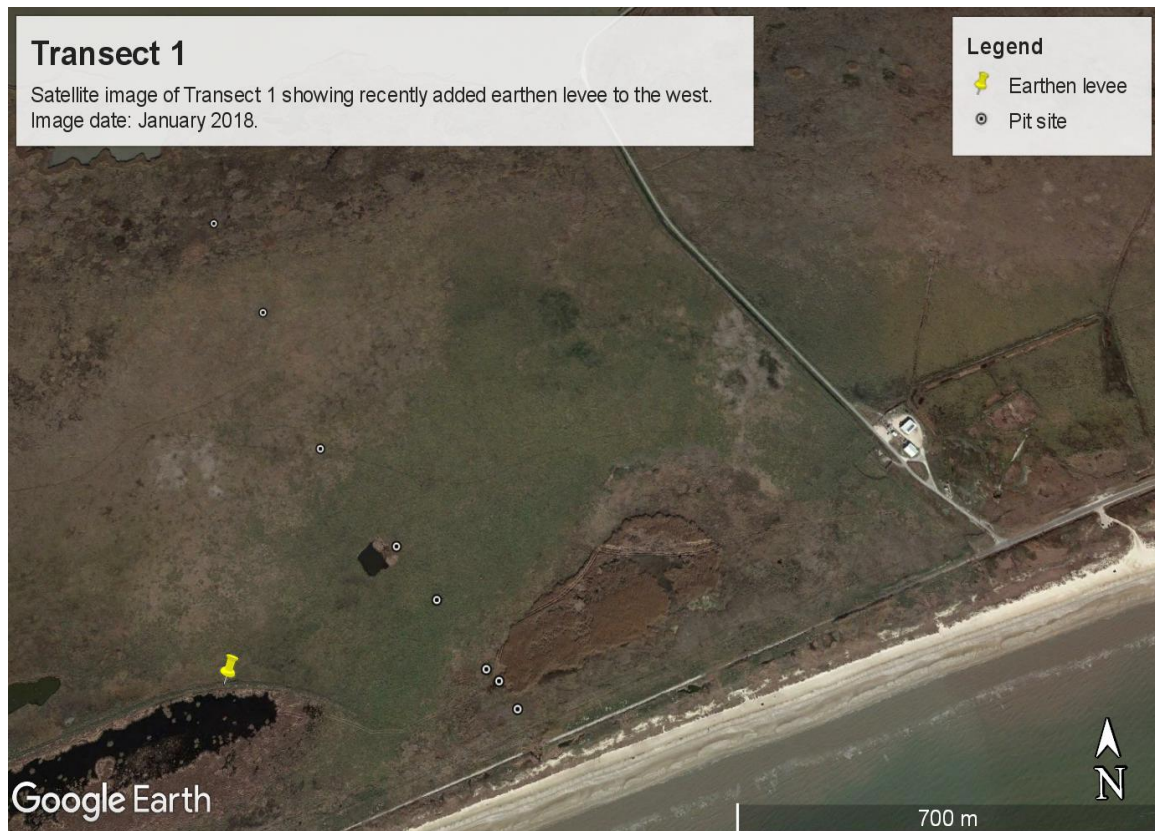 Transect 1
Satellite image of Transect 1 showing recently added earthen levee to the west.
Image date: January 2018.
Legend
Earthen levee
Pit site
Google Earth
N
700 m